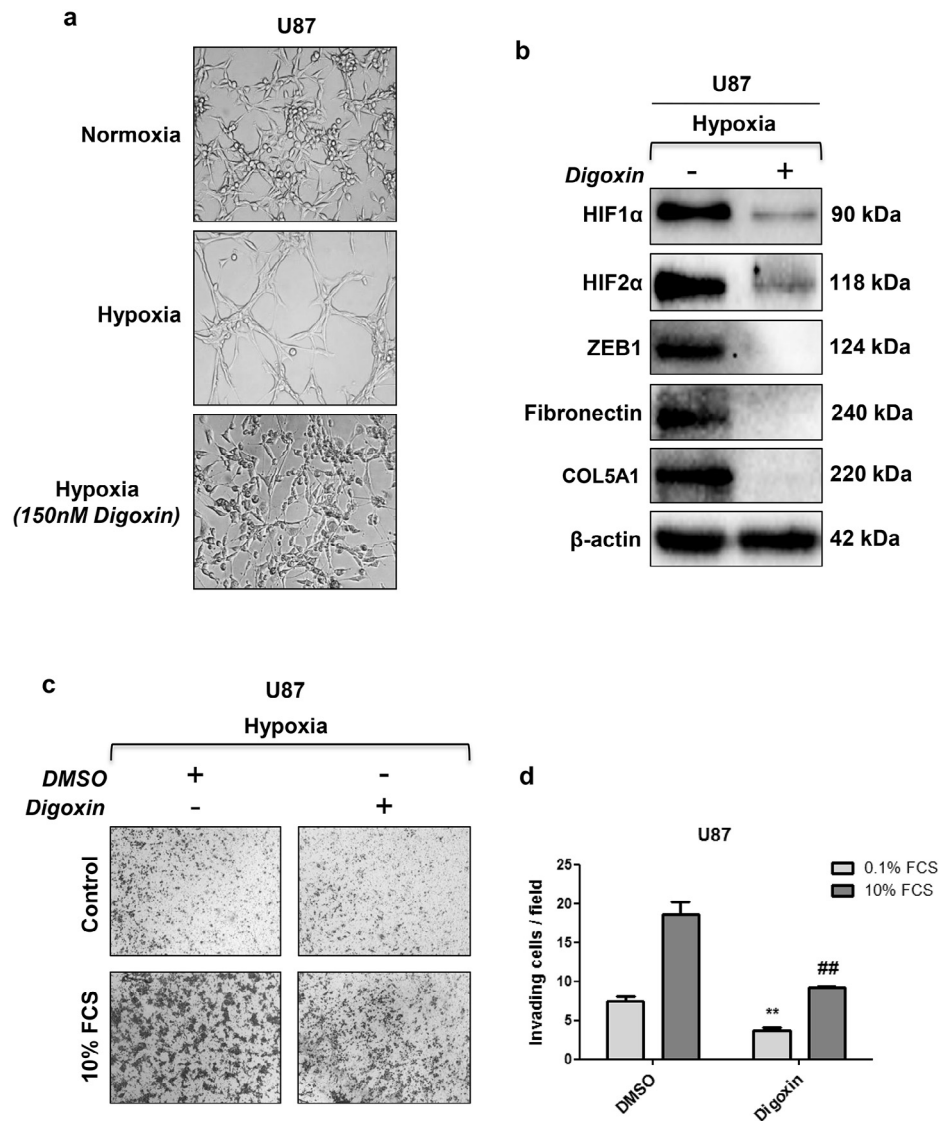 a
U87
Normoxia
Hypoxia
Hypoxia
(150nM Digoxin)
b
U87
Hypoxia
Digoxin - +
HIF1α 90 kDa
HIF2α 118 kDa
ZEB1 124 kDa
Fibronectin 240 kDa
COL5A1 220 kDa
β-actin 42 kDa
c
U87
Hypoxia
DMSO + -
Digoxin - +
Control
10% FCS
d
U87
0.1% FCS
10% FCS
Invading cells / field
25
20
15
10
5
0
**
##
DMSO
Digoxin